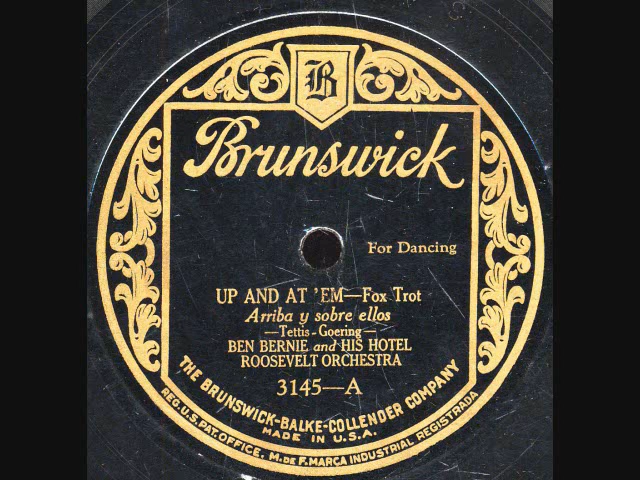 B
Brunswick
For Dancing
UP AND AT 'EM—Fox Trot
Arriba y sobre ellos
—Tettis-Goering—
BEN BERNIE and HIS HOTEL
ROOSEVELT ORCHESTRA
3145—A
THE BRUNSWICK-BALKE-COLLENDER COMPANY
MADE IN U.S.A.
REG. U.S. PAT. OFFICE. M. DE F. MARCA INDUSTRIAL REGISTRADA